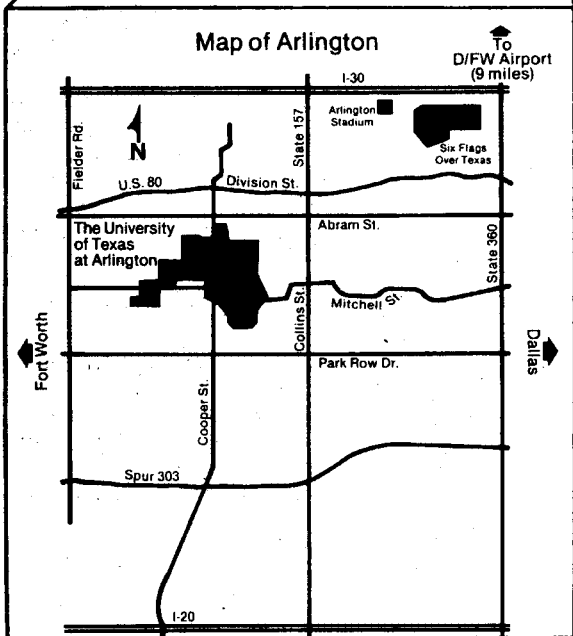 Map of Arlington
To
D/FW Airport
(9 miles)
I-30
Arlington
Stadium
State 157
Six Flags
Over Texas
Fielder Rd.
N
U.S. 80
Division St.
The University
of Texas
at Arlington
Abram St.
State 360
Mitchell St.
Collins St.
Fort Worth
Dallas
Park Row Dr.
Cooper St.
Spur 303
I-20